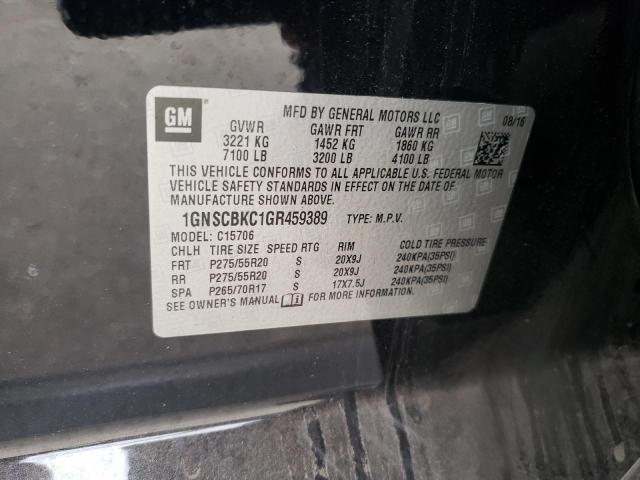 GM
MFD BY GENERAL MOTORS LLC 08/16
GVWR GAWR FRT GAWR RR
3221 KG 1452 KG 1860 KG
7100 LB 3200 LB 4100 LB
THIS VEHICLE CONFORMS TO ALL APPLICABLE U.S. FEDERAL MOTOR
VEHICLE SAFETY STANDARDS IN EFFECT ON THE DATE OF
MANUFACTURE SHOWN ABOVE.
1GNSCBKC1GR459389 TYPE: M.P.V.
MODEL: C15706
CHLH TIRE SIZE SPEED RTG RIM COLD TIRE PRESSURE
FRT P275/55R20 S 20X9J 240KPA(35PSI)
RR P275/55R20 S 20X9J 240KPA(35PSI)
SPA P265/70R17 S 17X7.5J 240KPA(35PSI)
SEE OWNER'S MANUAL FOR MORE INFORMATION.